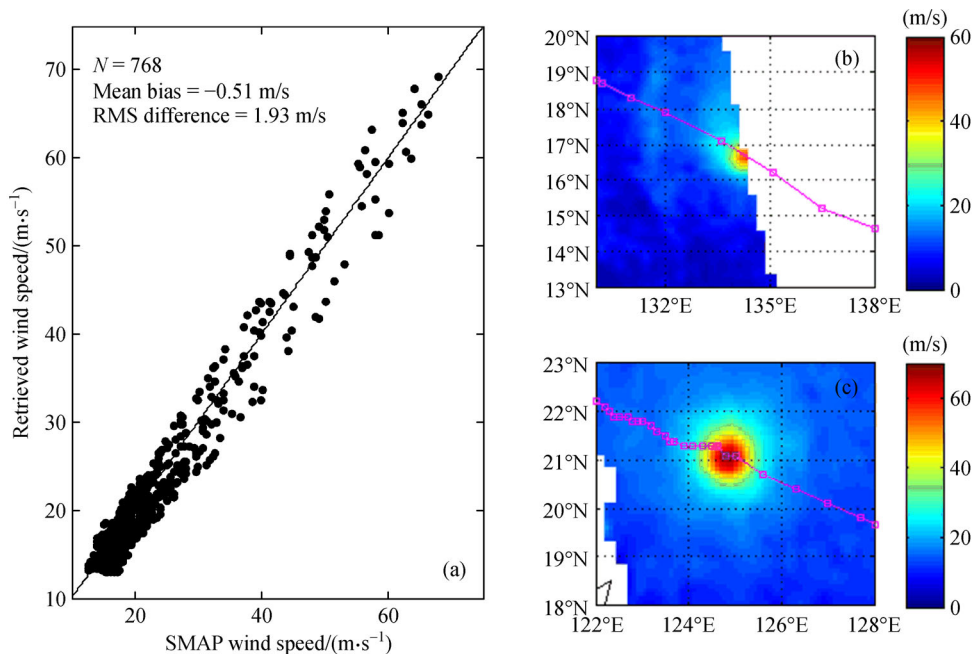 N = 768
Mean bias = −0.51 m/s
RMS difference = 1.93 m/s
70
60
50
40
30
20
10
20
40
60
Retrieved wind speed/(m·s⁻¹)
SMAP wind speed/(m·s⁻¹)
(a)
(m/s)
(b)
20°N
19°N
18°N
17°N
16°N
15°N
14°N
13°N
132°E
135°E
138°E
60
40
20
0
(m/s)
(c)
23°N
22°N
21°N
20°N
19°N
18°N
122°E
124°E
126°E
128°E
60
40
20
0